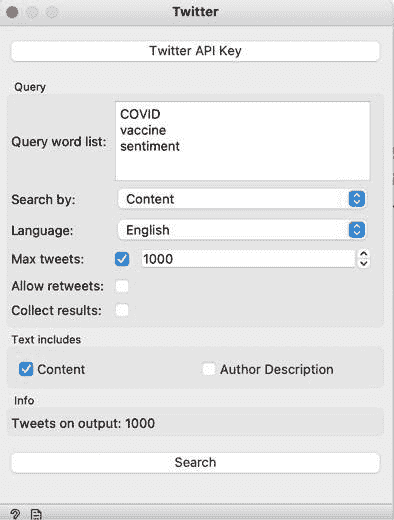 Twitter
Twitter API Key
Query
Query word list:
COVID
vaccine
sentiment
Search by: Content
Language: English
Max tweets: 1000
Allow retweets:
Collect results:
Text includes
Content Author Description
Info
Tweets on output: 1000
Search
?